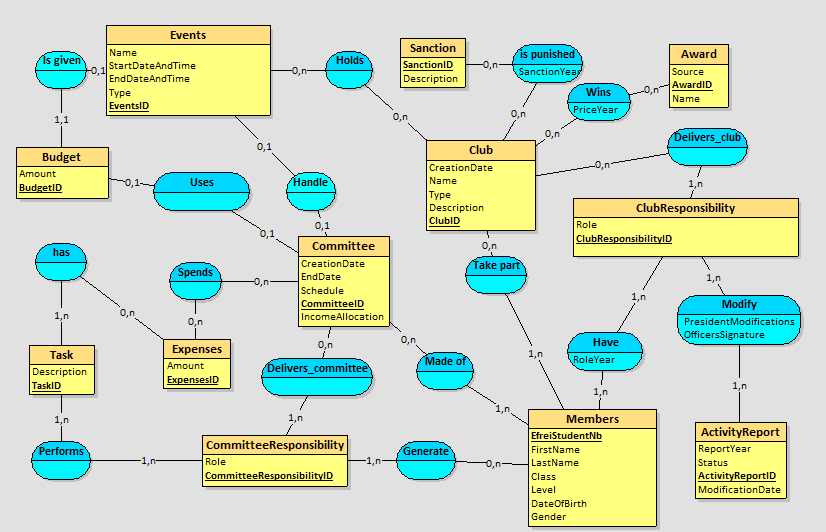 Events
Name
StartDateAndTime
EndDateAndTime
Type
EventsID
Is given
0,1
1,1
Holds
0,n
0,n
Sanction
SanctionID
Description
0,n
is punished
SanctionYear
0,n
Award
Source
AwardID
Name
Wins
PriceYear
0,n
0,n
Club
CreationDate
Name
Type
Description
ClubID
Delivers_club
0,n
1,n
Budget
Amount
BudgetID
0,1
Uses
0,1
0,1
Handle
0,1
ClubResponsibility
Role
ClubResponsibilityID
Committee
CreationDate
EndDate
Schedule
CommitteeID
IncomeAllocation
has
1,n
0,n
Spends
0,n
0,n
0,n
Take part
1,n
1,n
1,n
Modify
PresidentModifications
OfficersSignature
1,n
Have
RoleYear
1,n
Task
Description
TaskID
Expenses
Amount
ExpensesID
0,n
Delivers_committee
1,n
0,n
Made of
1,n
1,n
Performs
1,n
CommitteeResponsibility
Role
CommitteeResponsibilityID
1,n
Generate
0,n
Members
EfreiStudentNb
FirstName
LastName
Class
Level
DateOfBirth
Gender
ActivityReport
ReportYear
Status
ActivityReportID
ModificationDate